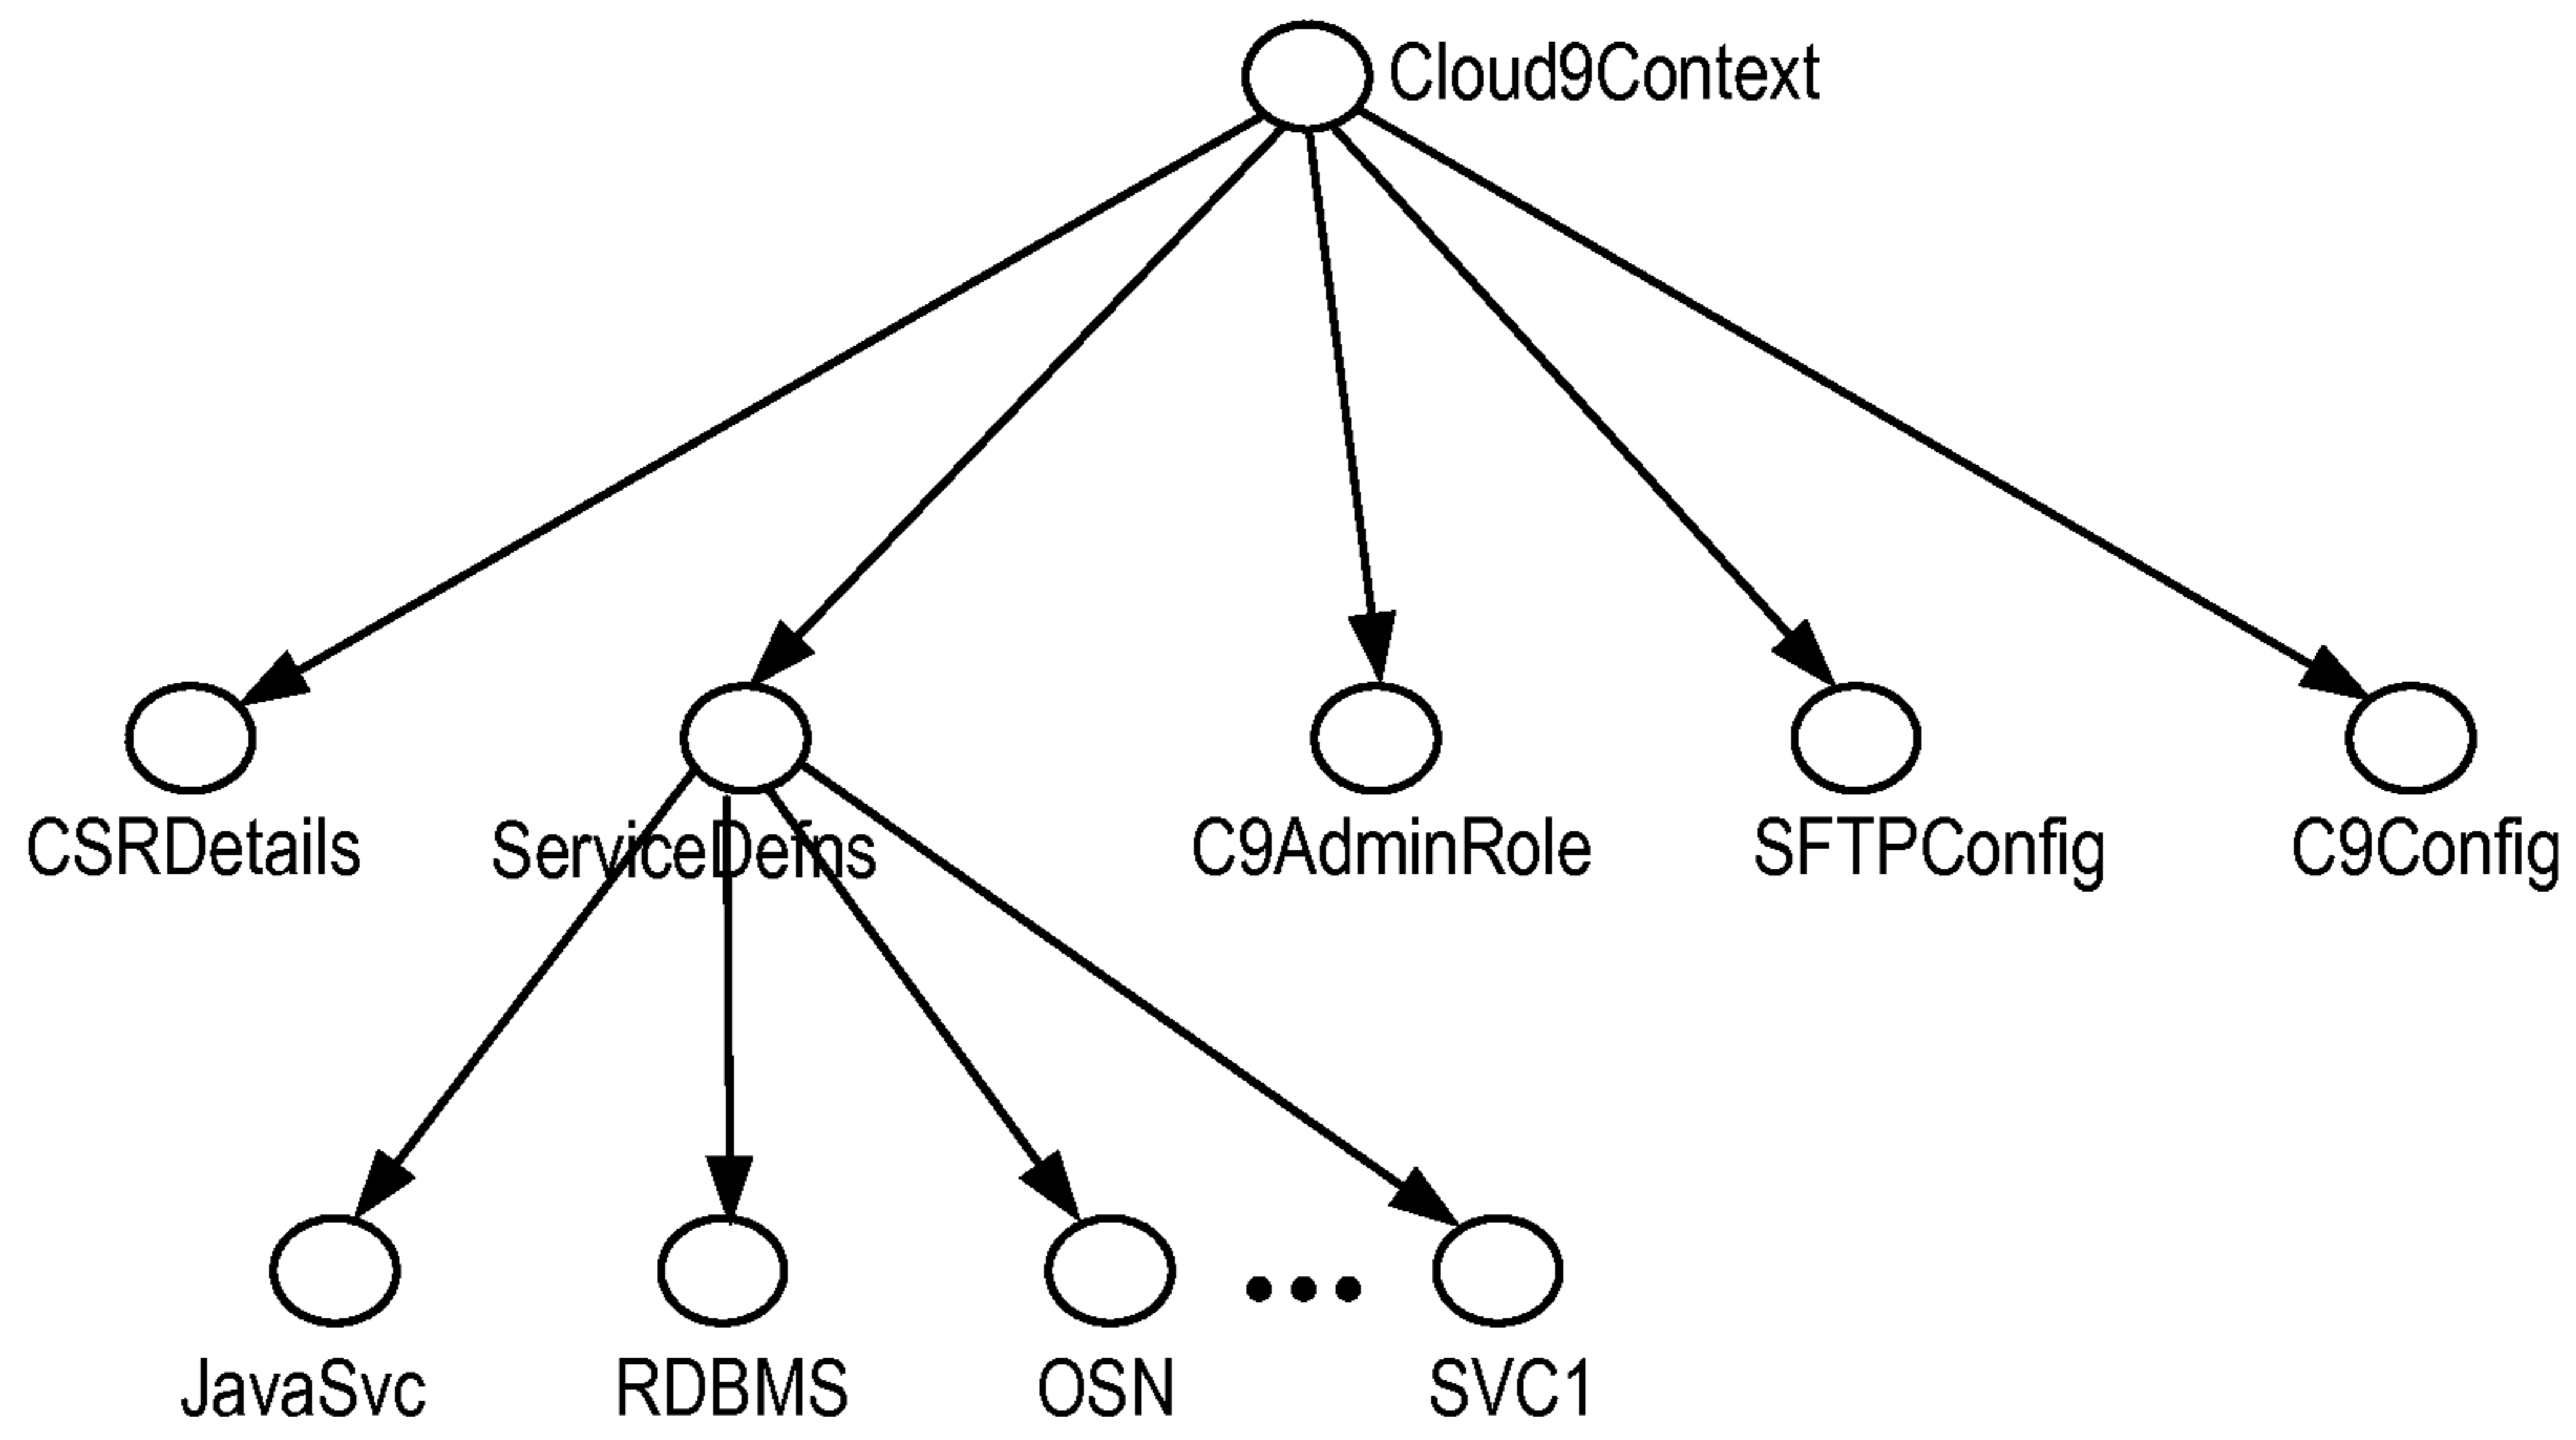 Cloud9Context
CSRDetails
ServiceDefns
C9AdminRole
SFTPConfig
C9Config
JavaSvc
RDBMS
OSN
SVC1